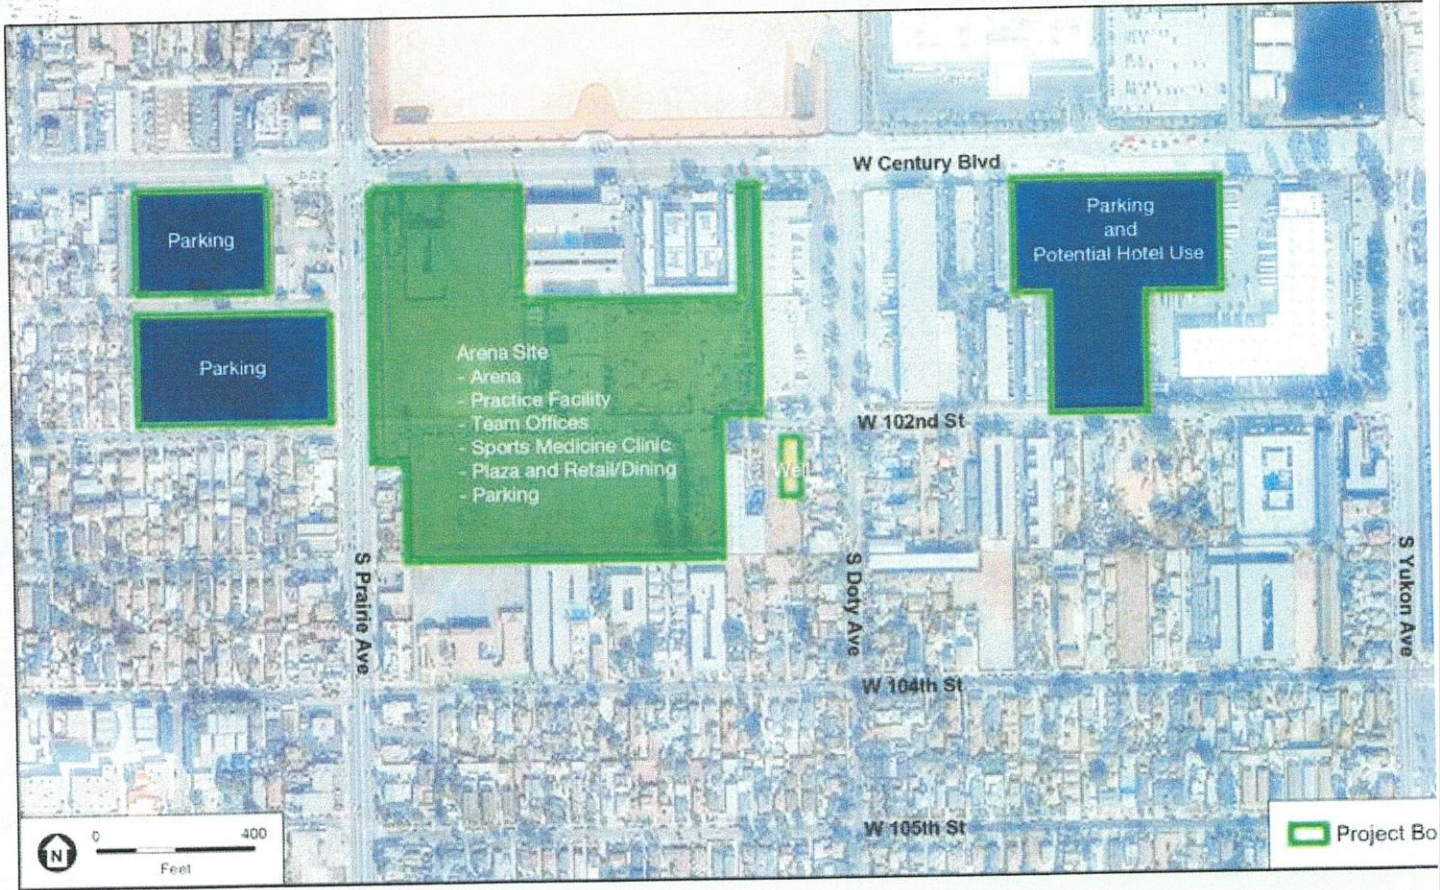 W Century Blvd
Parking
Parking
and
Potential Hotel Use
Parking
Arena Site
- Arena
- Practice Facility
- Team Offices
- Sports Medicine Clinic
- Plaza and Retail/Dining
- Parking
W 102nd St
Well
S Prairie Ave
S Doty Ave
S Yukon Ave
W 104th St
W 105th St
N
0 400
Feet
Project Bo